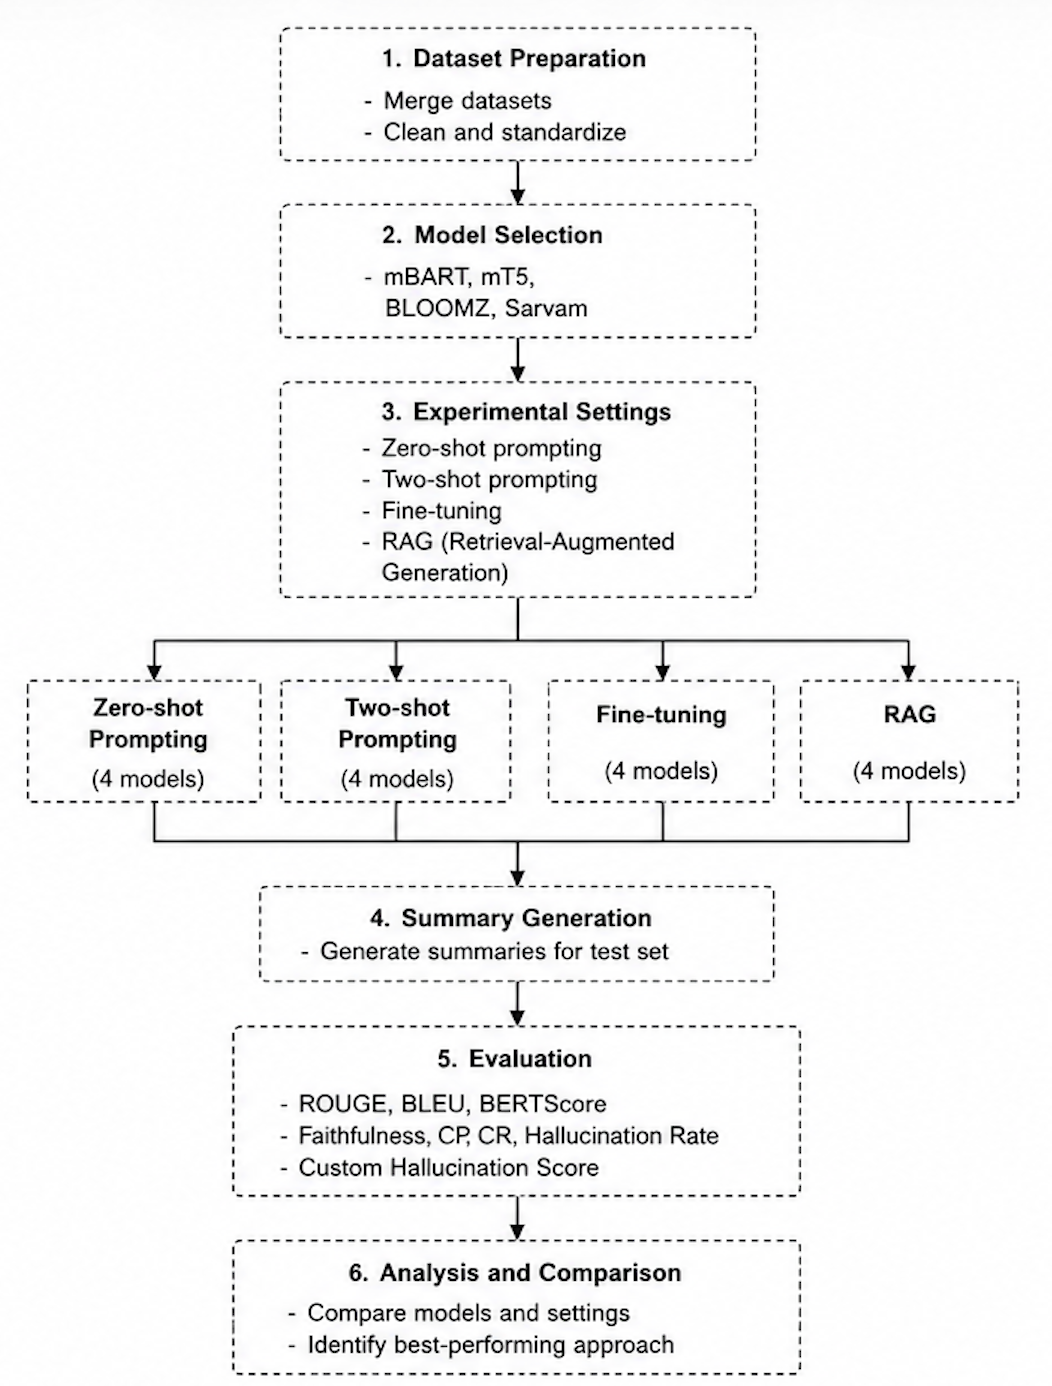 1. Dataset Preparation
- Merge datasets
- Clean and standardize
2. Model Selection
- mBART, mT5,
BLOOMZ, Sarvam
3. Experimental Settings
- Zero-shot prompting
- Two-shot prompting
- Fine-tuning
- RAG (Retrieval-Augmented
Generation)
Zero-shot
Prompting
(4 models)
Two-shot
Prompting
(4 models)
Fine-tuning
(4 models)
RAG
(4 models)
4. Summary Generation
- Generate summaries for test set
5. Evaluation
- ROUGE, BLEU, BERTScore
- Faithfulness, CP, CR, Hallucination Rate
- Custom Hallucination Score
6. Analysis and Comparison
- Compare models and settings
- Identify best-performing approach